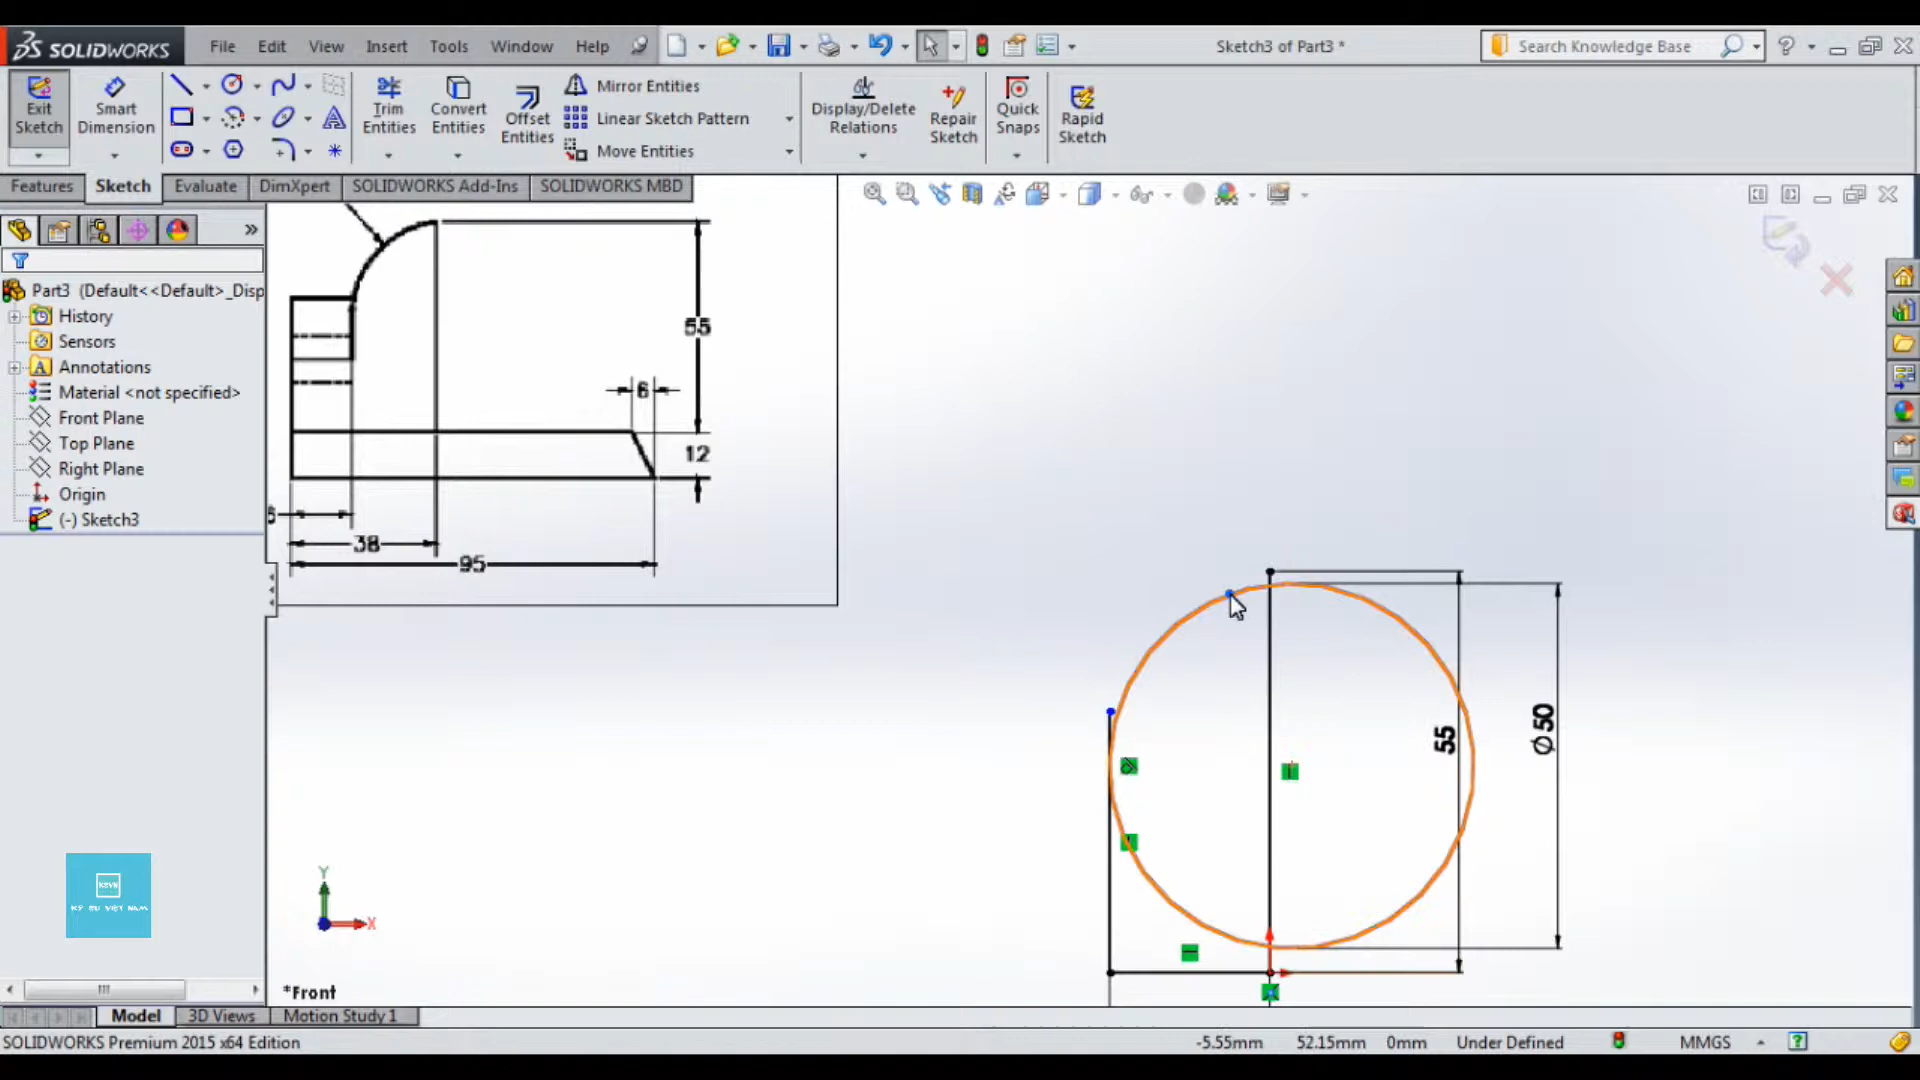 SOLIDWORKS File Edit View Insert Tools Window Help Sketch3 of Part3 * Search Knowledge Base
Exit Sketch
Smart Dimension
Trim Entities
Convert Entities
Offset Entities
Mirror Entities
Linear Sketch Pattern
Move Entities
Display/Delete Relations
Repair Sketch
Quick Snaps
Rapid Sketch
Features Sketch Evaluate DimXpert SOLIDWORKS Add-Ins SOLIDWORKS MBD
Part3 (Default<<Default>_Disp
History
Sensors
Annotations
Material <not specified>
Front Plane
Top Plane
Right Plane
Origin
(-) Sketch3
55
6
12
38
95
55
Ø50
KỸ SƯ VIỆT NAM
Y
X
*Front
Model 3D Views Motion Study 1
SOLIDWORKS Premium 2015 x64 Edition -5.55mm 52.15mm 0mm Under Defined MMGS